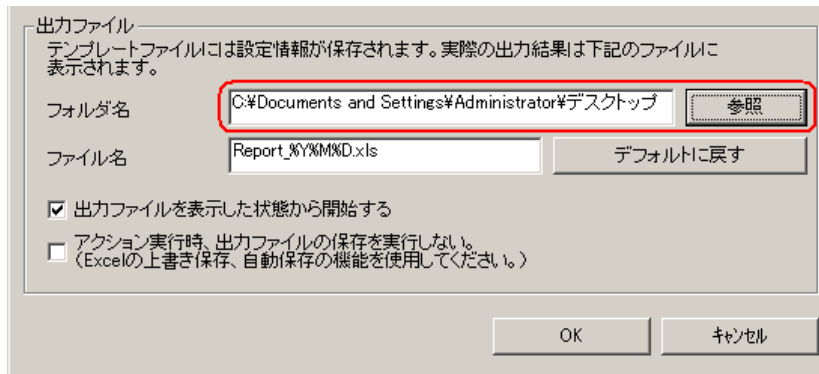 出力ファイル
テンプレートファイルには設定情報が保存されます。実際の出力結果は下記のファイルに
表示されます。
フォルダ名 C:¥Documents and Settings¥Administrator¥デスクトップ 参照
ファイル名 Report_%Y%M%D.xls デフォルトに戻す
出力ファイルを表示した状態から開始する
アクション実行時、出力ファイルの保存を実行しない。
（Excelの上書き保存、自動保存の機能を使用してください。）
OK キャンセル